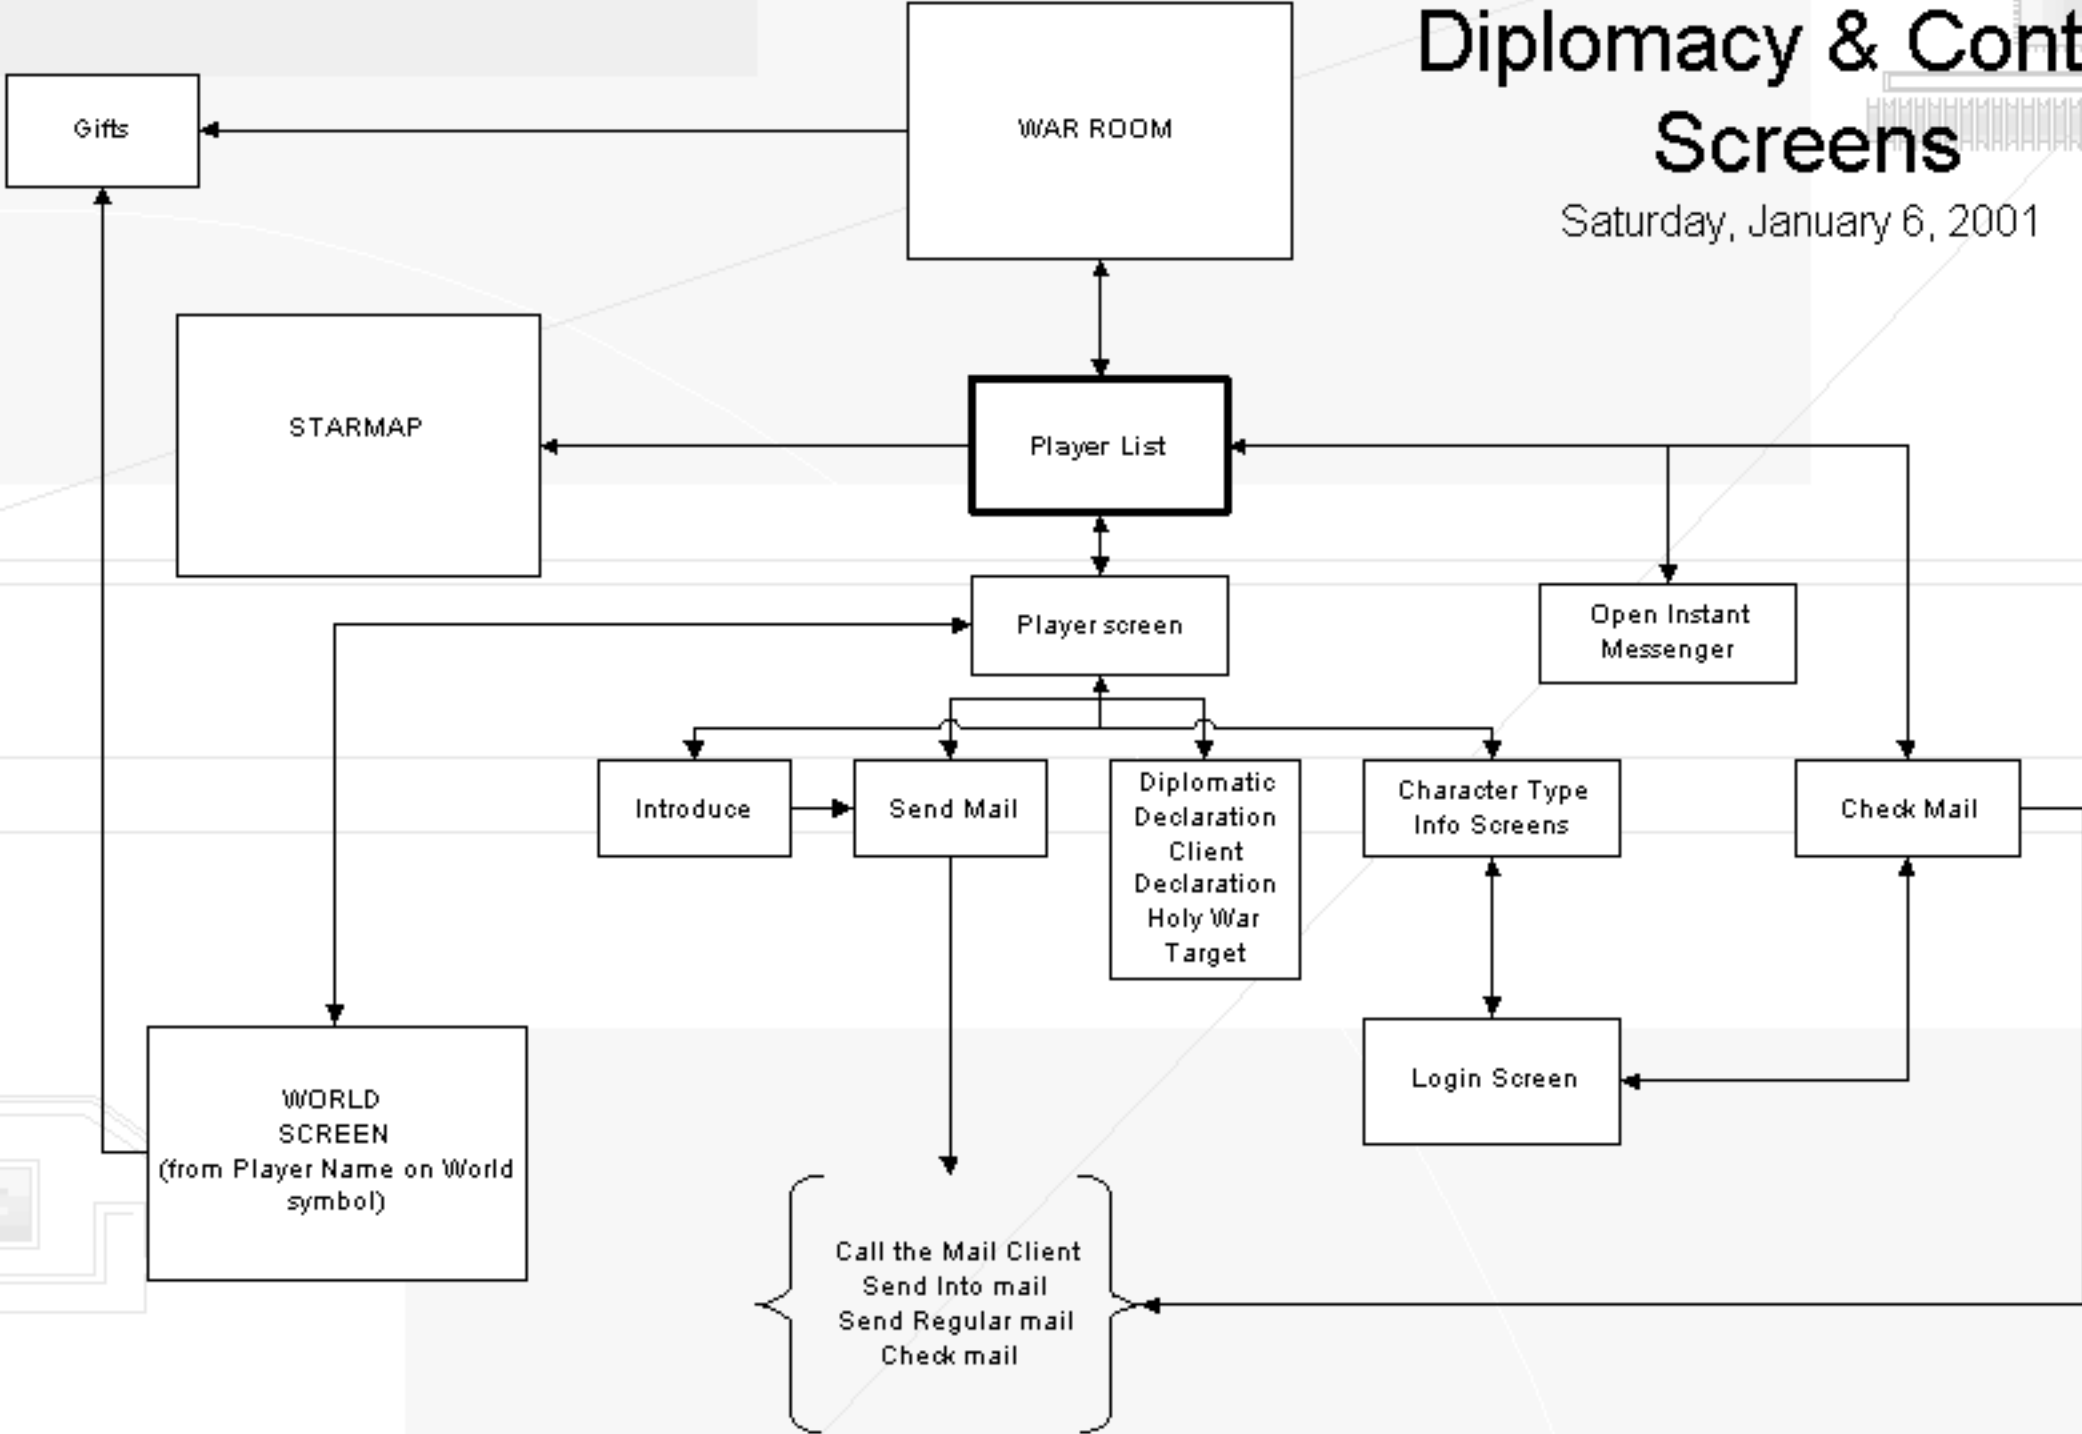 Diplomacy & Cont
Screens
Saturday, January 6, 2001
Gifts
WAR ROOM
STARMAP
Player List
Player screen
Open Instant
Messenger
Introduce
Send Mail
Diplomatic
Declaration
Client
Declaration
Holy War
Target
Character Type
Info Screens
Check Mail
Login Screen
WORLD
SCREEN
(from Player Name on World
symbol)
Call the Mail Client
Send Into mail
Send Regular mail
Check mail